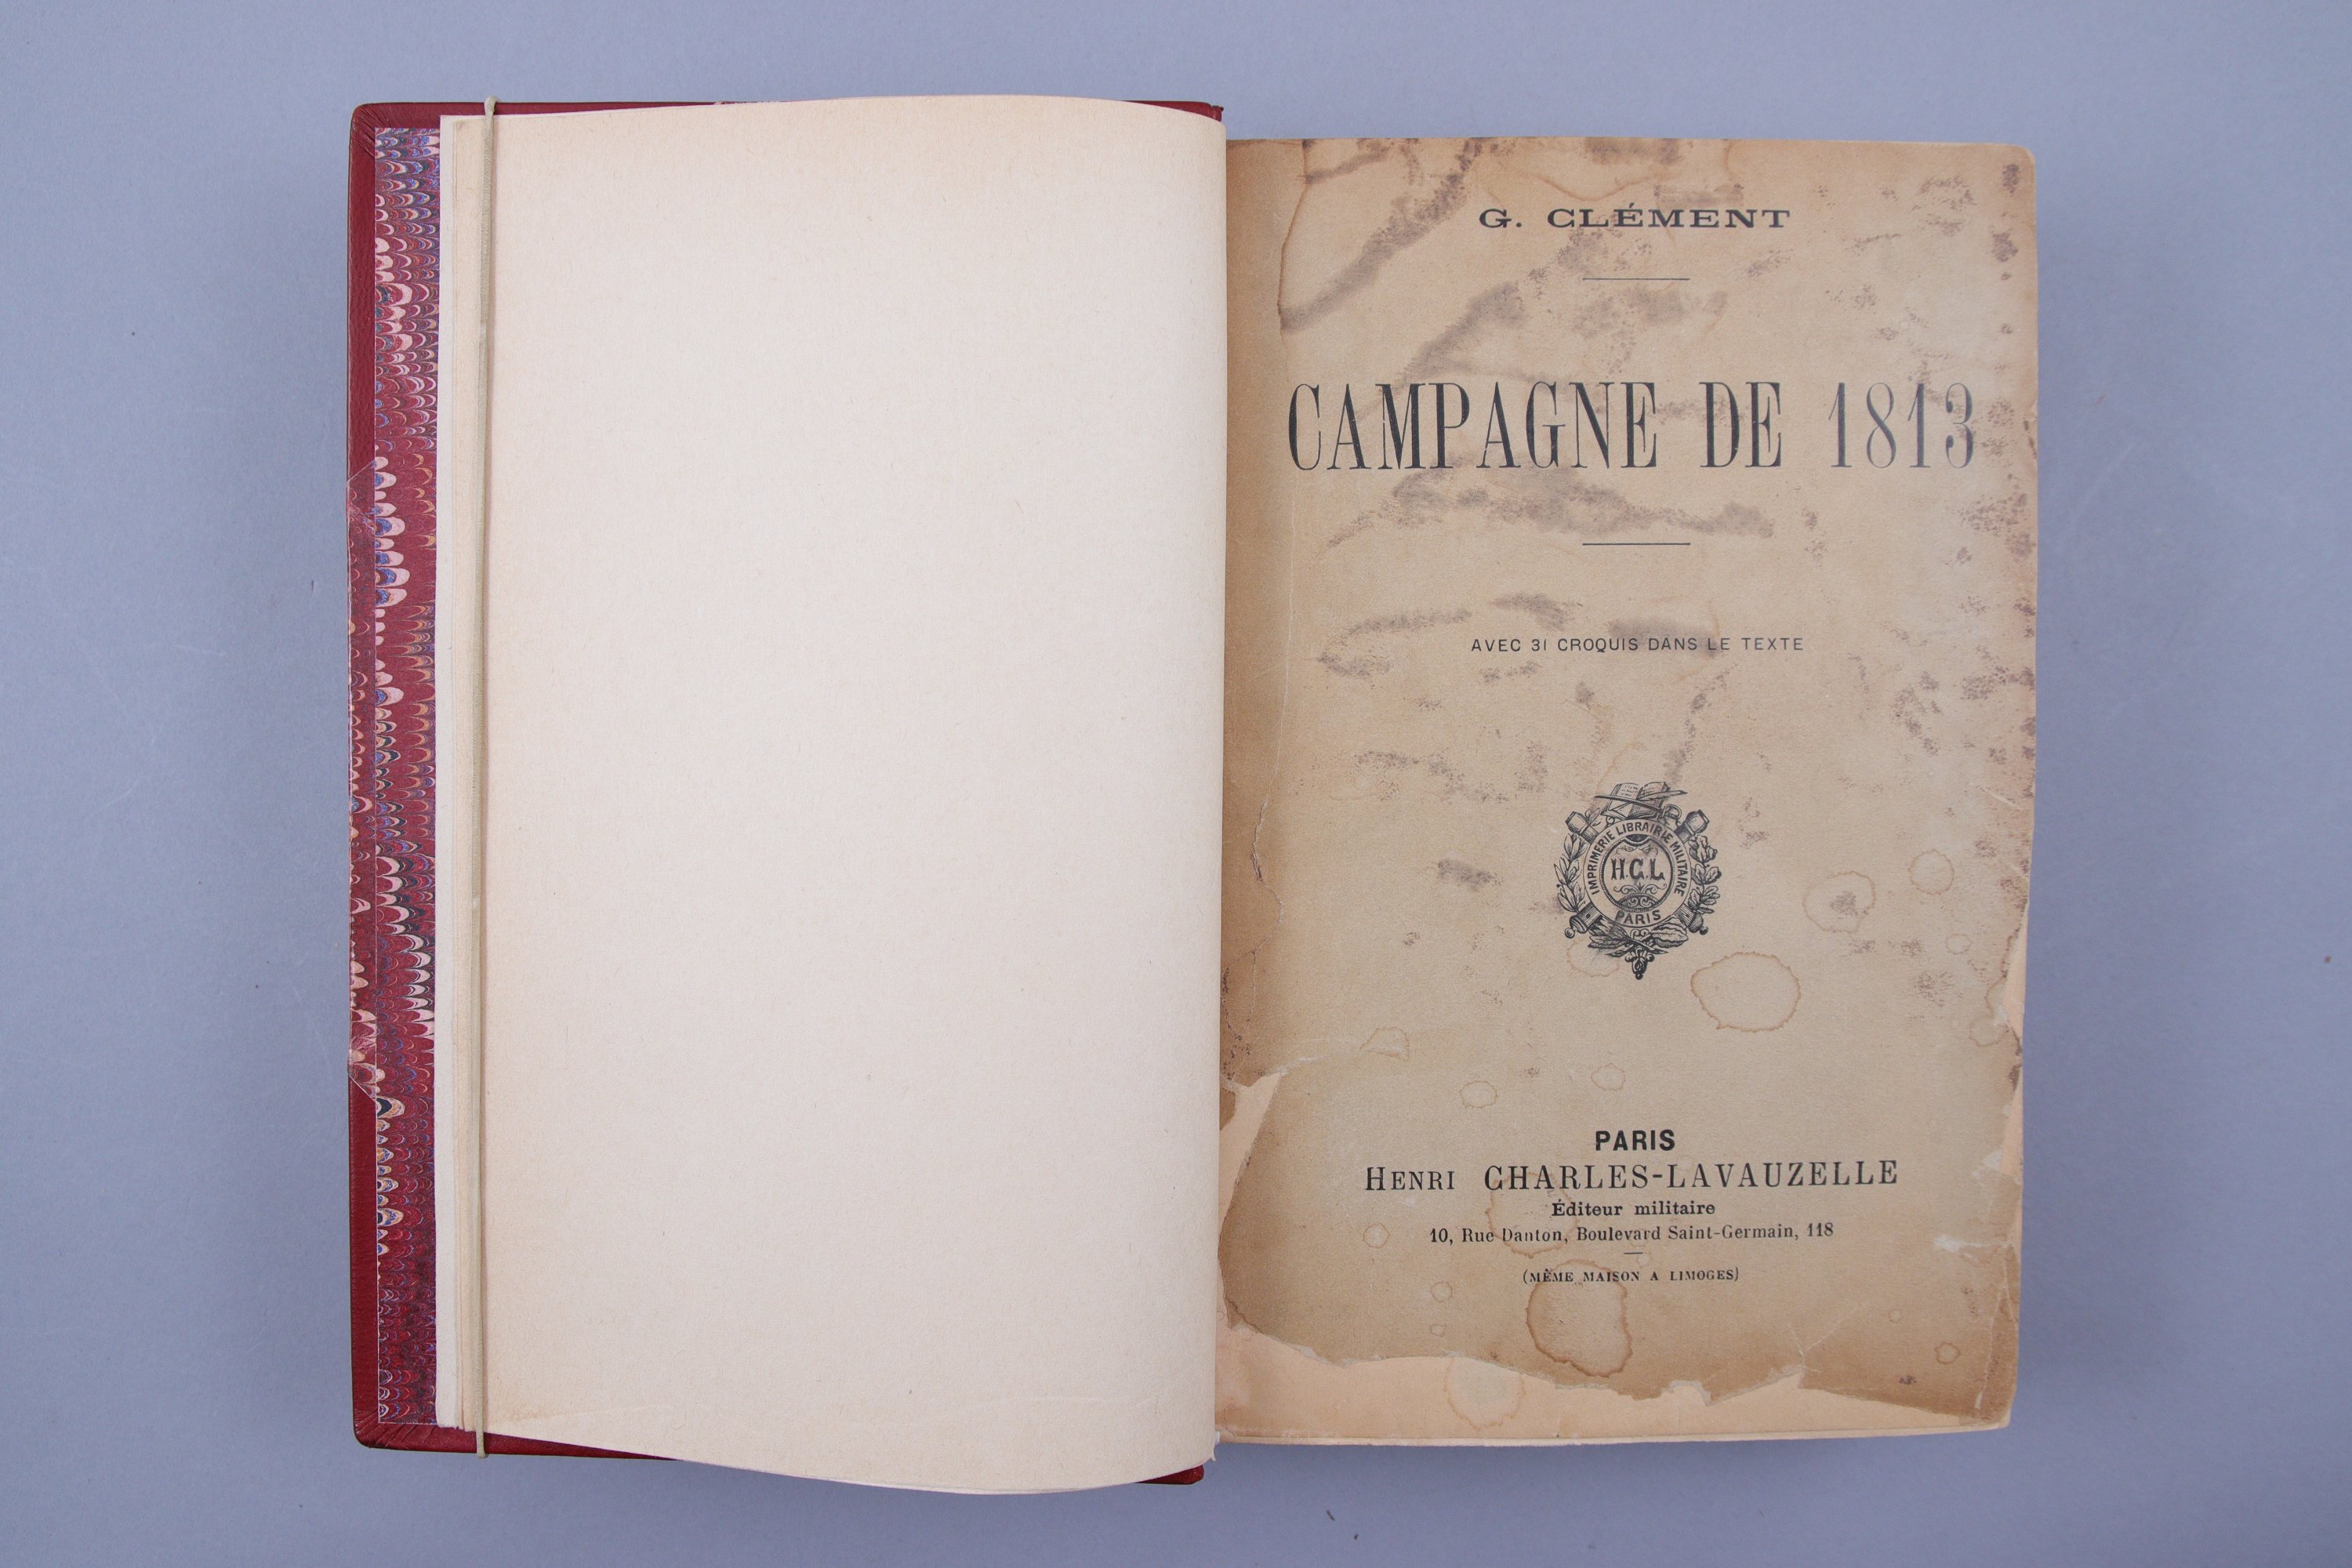 G. CLÉMENT
CAMPAGNE DE 1813
AVEC 31 CROQUIS DANS LE TEXTE
IMPRIMERIE LIBRAIRIE MILITAIRE
H.C.L
PARIS
PARIS
HENRI CHARLES-LAVAUZELLE
Éditeur militaire
10, Rue Danton, Boulevard Saint-Germain, 118
(MÊME MAISON A LIMOGES)